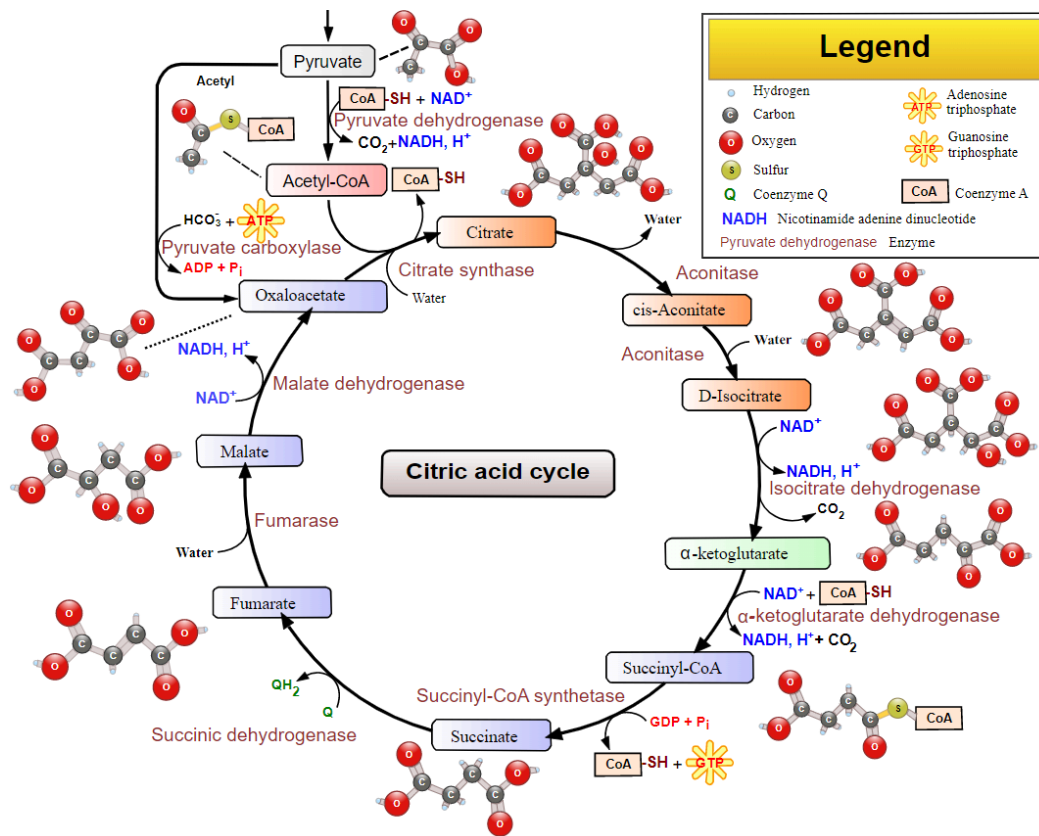 Legend
Hydrogen
C Carbon
O Oxygen
S Sulfur
Q Coenzyme Q
NADH Nicotinamide adenine dinucleotide
Pyruvate dehydrogenase Enzyme
ATP Adenosine triphosphate
GTP Guanosine triphosphate
CoA Coenzyme A
Pyruvate
Acetyl
S CoA
CoA-SH + NAD⁺
Pyruvate dehydrogenase
CO₂+NADH, H⁺
Acetyl-CoA
CoA-SH
HCO₃⁻ + ATP
Pyruvate carboxylase
ADP + Pᵢ
Oxaloacetate
Citrate
Citrate synthase
Water
Water
Aconitase
cis-Aconitate
Aconitase
Water
D-Isocitrate
NAD⁺
NADH, H⁺
Isocitrate dehydrogenase
CO₂
α-ketoglutarate
NAD⁺ + CoA-SH
α-ketoglutarate dehydrogenase
NADH, H⁺ + CO₂
Succinyl-CoA
S CoA
Succinyl-CoA synthetase
GDP + Pᵢ
CoA-SH + GTP
Succinate
Q
QH₂
Succinic dehydrogenase
Fumarate
Water
Fumarase
Malate
NAD⁺
NADH, H⁺
Malate dehydrogenase
Citric acid cycle